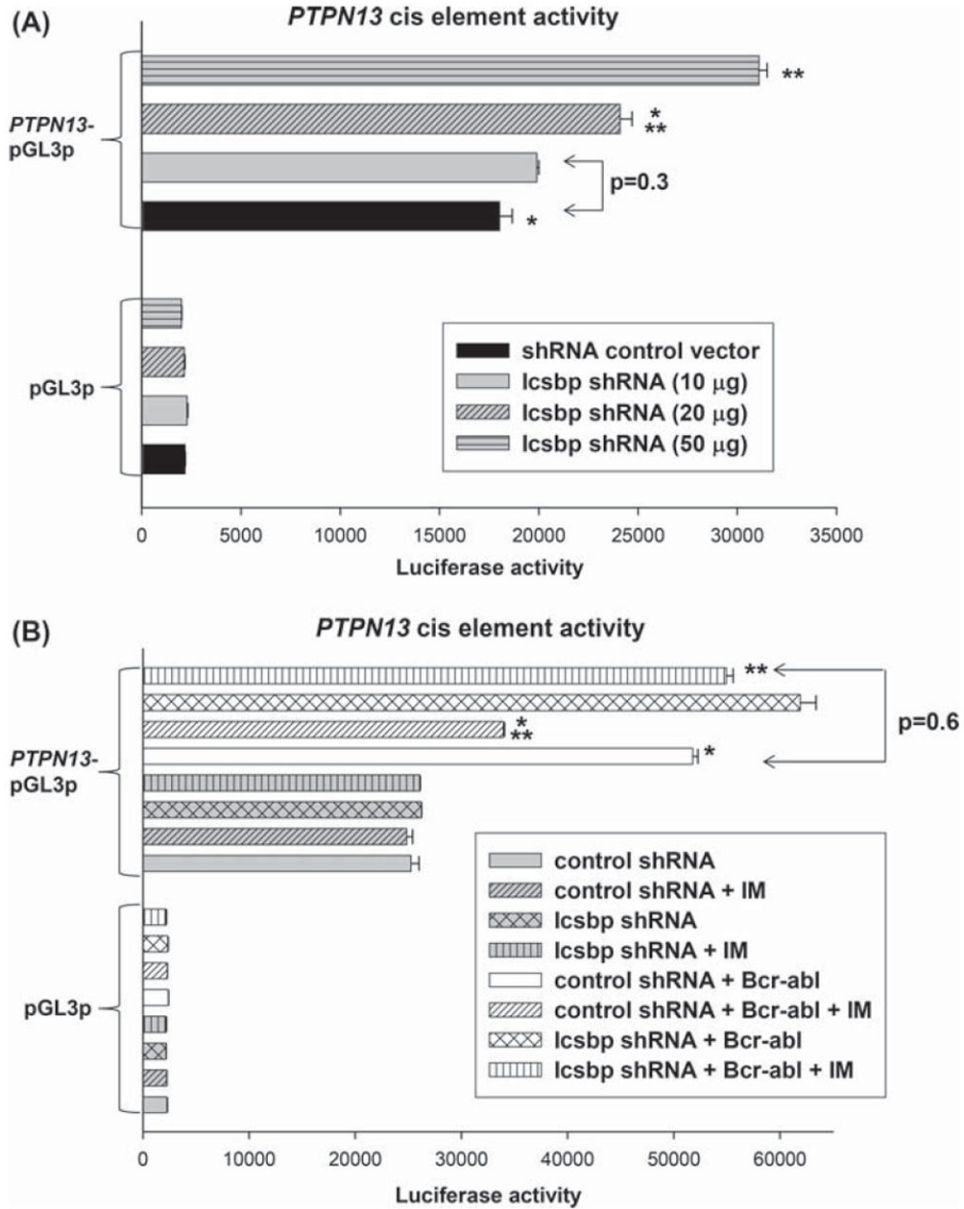 (A)
PTPN13 cis element activity
**
*
**
PTPN13-
pGL3p
p=0.3
*
pGL3p
shRNA control vector
Icsbp shRNA (10 μg)
Icsbp shRNA (20 μg)
Icsbp shRNA (50 μg)
0 5000 10000 15000 20000 25000 30000 35000
Luciferase activity
(B)
PTPN13 cis element activity
**
*
**
p=0.6
*
PTPN13-
pGL3p
control shRNA
control shRNA + IM
Icsbp shRNA
Icsbp shRNA + IM
control shRNA + Bcr-abl
control shRNA + Bcr-abl + IM
Icsbp shRNA + Bcr-abl
Icsbp shRNA + Bcr-abl + IM
pGL3p
0 10000 20000 30000 40000 50000 60000
Luciferase activity